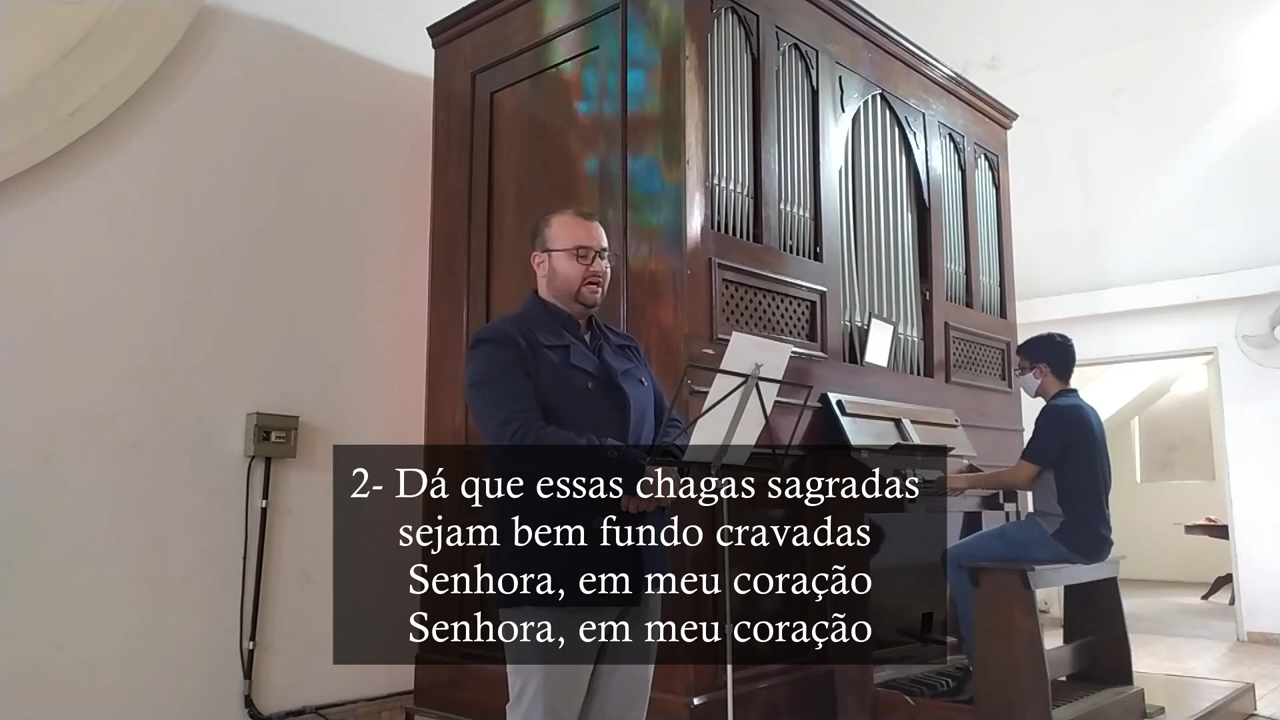 2- Dá que essas chagas sagradas
sejam bem fundo cravadas
Senhora, em meu coração
Senhora, em meu coração